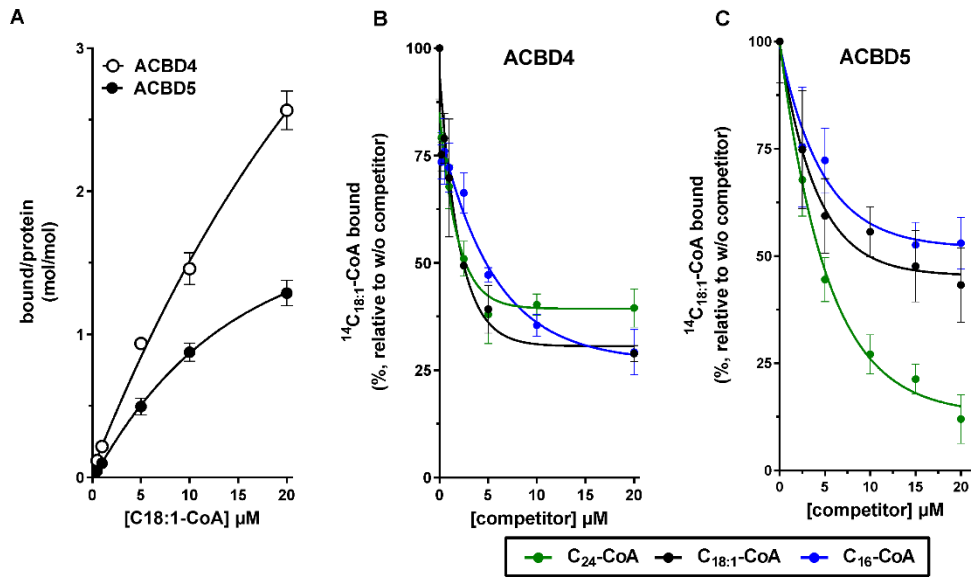 A
3
2
1
0
0
5
10
15
20
ACBD4
ACBD5
bound/protein
(mol/mol)
[C18:1-CoA] µM
B
ACBD4
100
75
50
25
0
0
5
10
15
20
¹⁴C₁₈:₁-CoA bound
(%, relative to w/o competitor)
[competitor] µM
C
ACBD5
100
75
50
25
0
0
5
10
15
20
¹⁴C₁₈:₁-CoA bound
(%, relative to w/o competitor)
[competitor] µM
C₂₄-CoA
C₁₈:₁-CoA
C₁₆-CoA